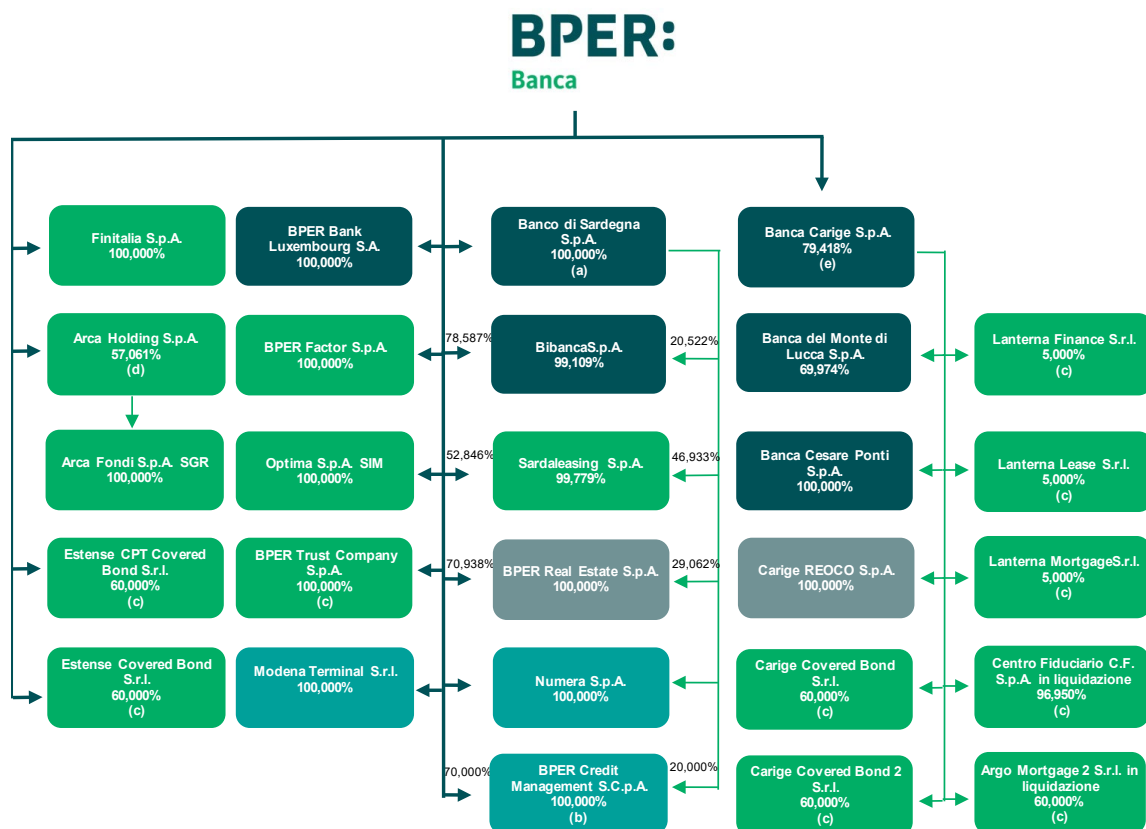 BPER:
Banca
Finitalia S.p.A.
100,000%
BPER Bank
Luxembourg S.A.
100,000%
Banco di Sardegna
S.p.A.
100,000%
(a)
Banca Carige S.p.A.
79,418%
(e)
Arca Holding S.p.A.
57,061%
(d)
BPER Factor S.p.A.
100,000%
78,587%
BibancaS.p.A.
99,109%
20,522%
Banca del Monte di
Lucca S.p.A.
69,974%
Lanterna Finance S.r.l.
5,000%
(c)
Arca Fondi S.p.A. SGR
100,000%
Optima S.p.A. SIM
100,000%
52,846%
Sardaleasing S.p.A.
99,779%
46,933%
Banca Cesare Ponti
S.p.A.
100,000%
Lanterna Lease S.r.l.
5,000%
(c)
Estense CPT Covered
Bond S.r.l.
60,000%
(c)
BPER Trust Company
S.p.A.
100,000%
(c)
70,938%
BPER Real Estate S.p.A.
100,000%
29,062%
Carige REOCO S.p.A.
100,000%
Lanterna MortgageS.r.l.
5,000%
(c)
Estense Covered Bond
S.r.l.
60,000%
(c)
Modena Terminal S.r.l.
100,000%
Numera S.p.A.
100,000%
Carige Covered Bond
S.r.l.
60,000%
(c)
Centro Fiduciario C.F.
S.p.A. in liquidazione
96,950%
(c)
70,000%
BPER Credit
Management S.C.p.A.
100,000%
(b)
20,000%
Carige Covered Bond 2
S.r.l.
60,000%
(c)
Argo Mortgage 2 S.r.l. in
liquidazione
60,000%
(c)